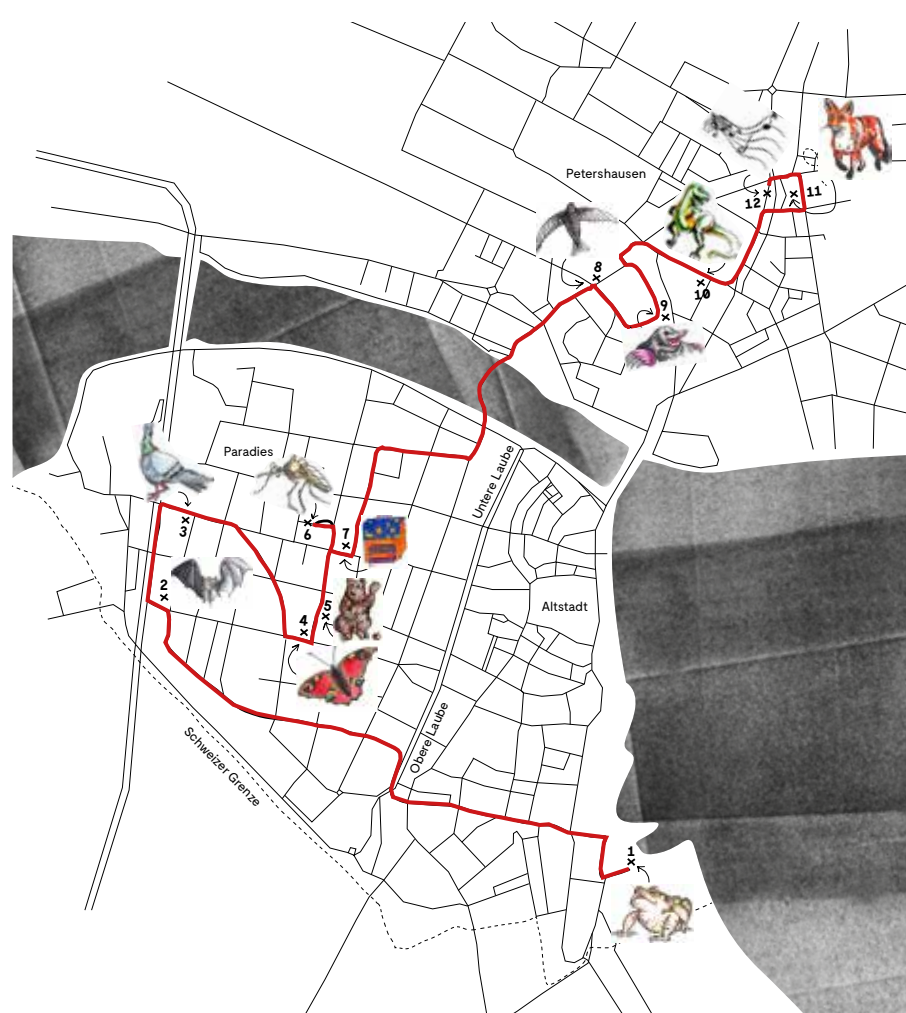 Petershausen
11
12
8
10
9
Untere Laube
Paradies
3
6
7
2
5
4
Altstadt
Obere Laube
Schweizer Grenze
1